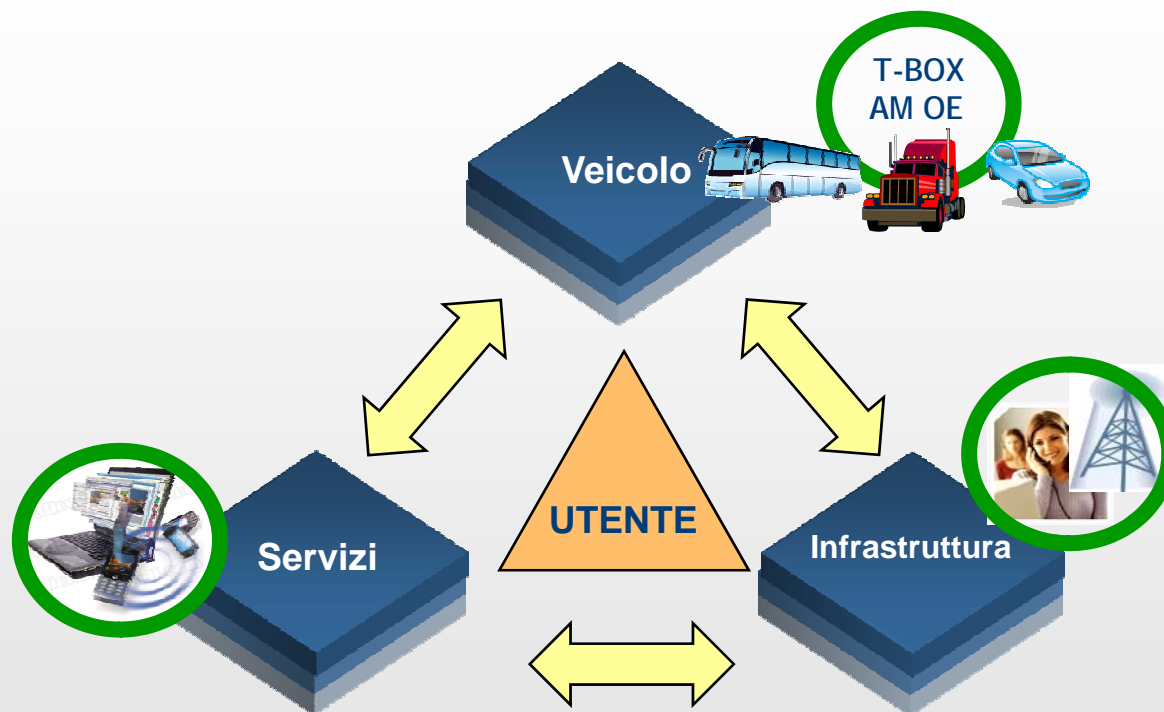 T-BOX
AM OE
Veicolo
UTENTE
Servizi
Infrastruttura